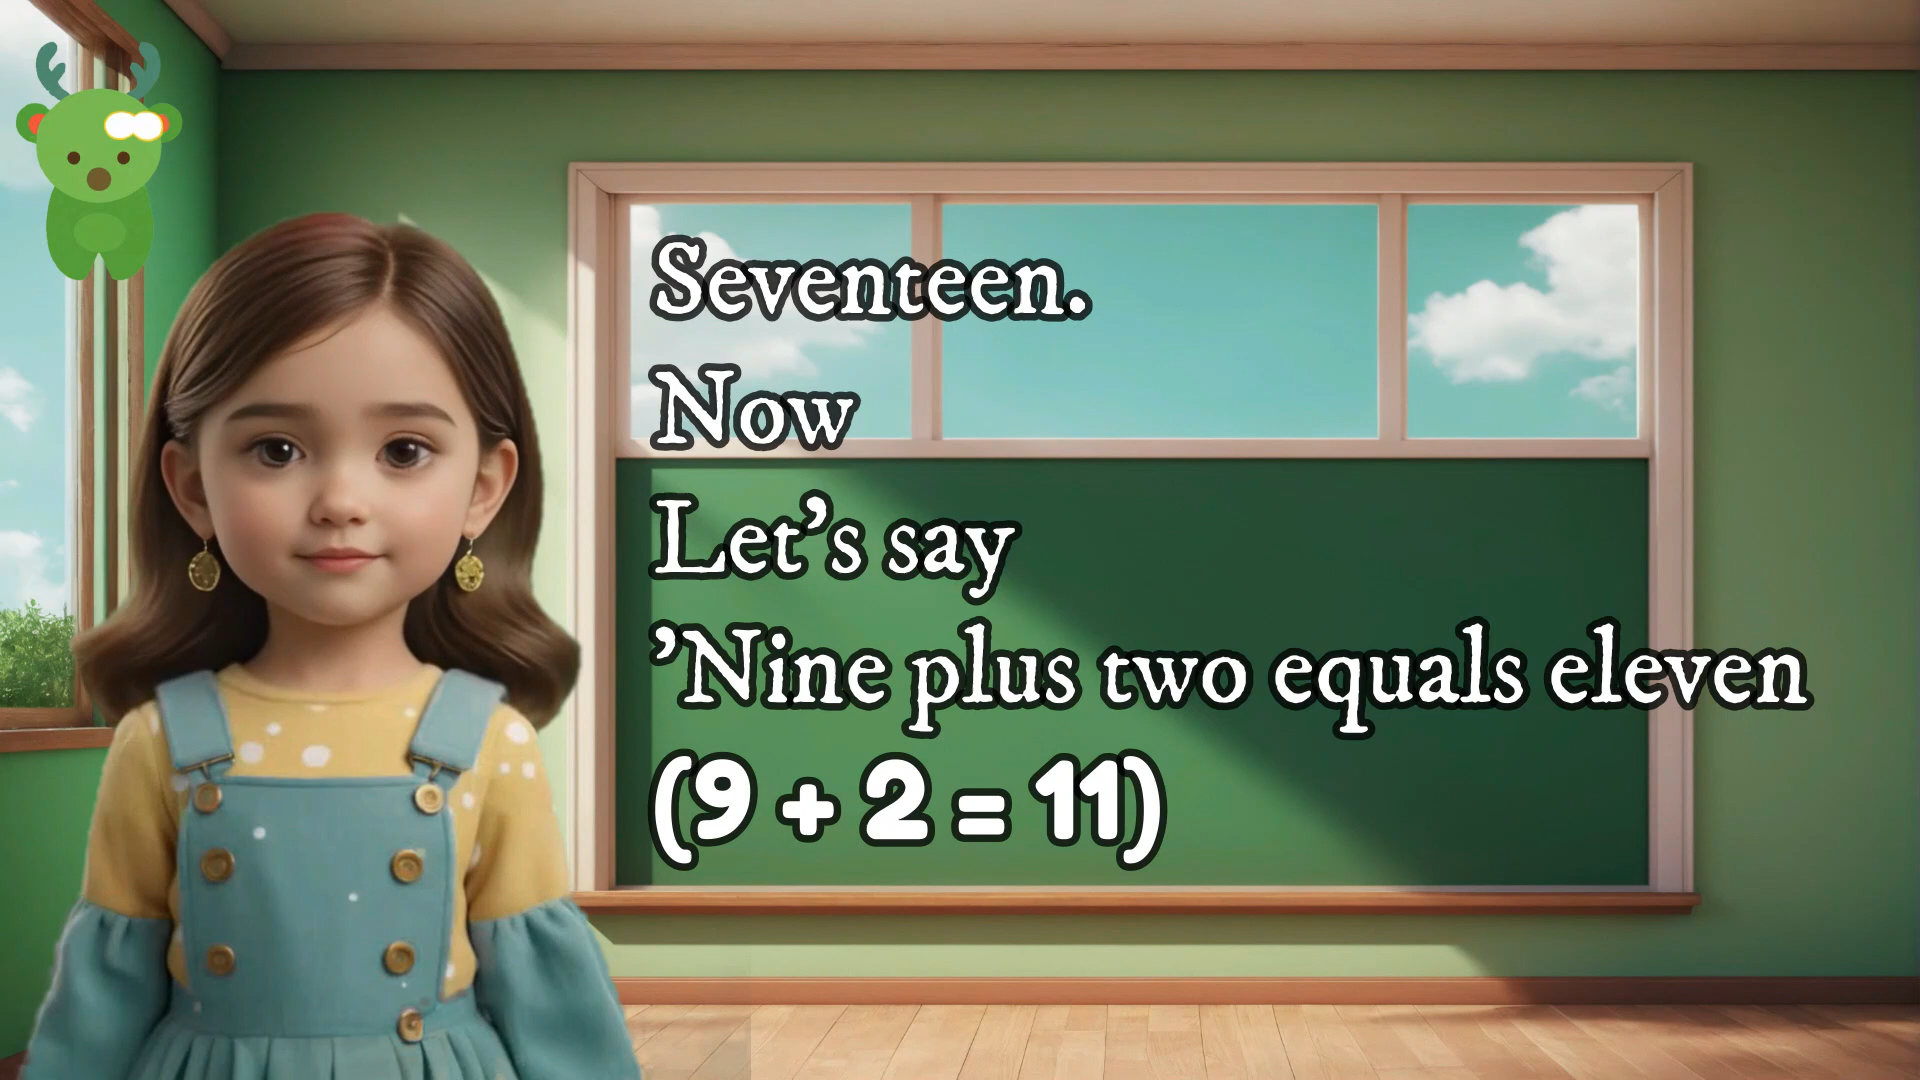 Seventeen.
Now
Let’s say
’Nine plus two equals eleven
(9 + 2 = 11)